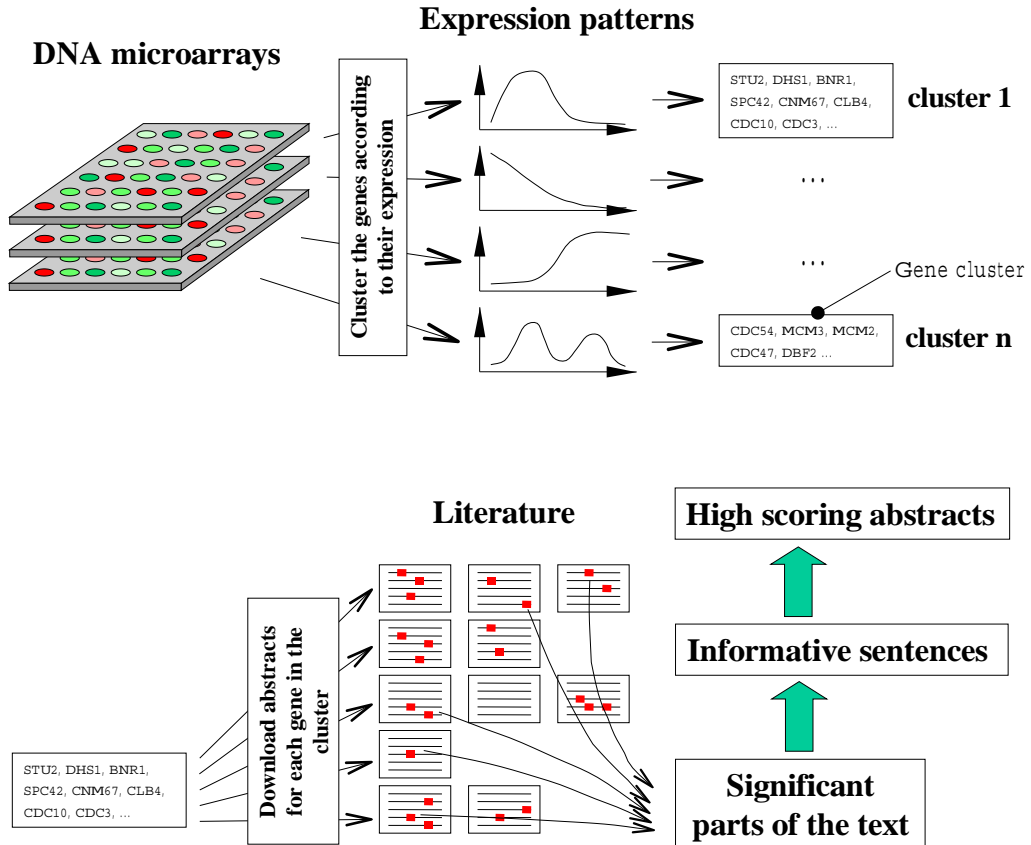 Expression patterns
DNA microarrays
Cluster the genes according
to their expression
STU2, DHS1, BNR1,
SPC42, CNM67, CLB4,
CDC10, CDC3, ...
cluster 1
...
...
Gene cluster
CDC54, MCM3, MCM2,
CDC47, DBF2 ...
cluster n
Literature
High scoring abstracts
Informative sentences
Significant
parts of the text
Download abstracts
for each gene in the
cluster
STU2, DHS1, BNR1,
SPC42, CNM67, CLB4,
CDC10, CDC3, ...